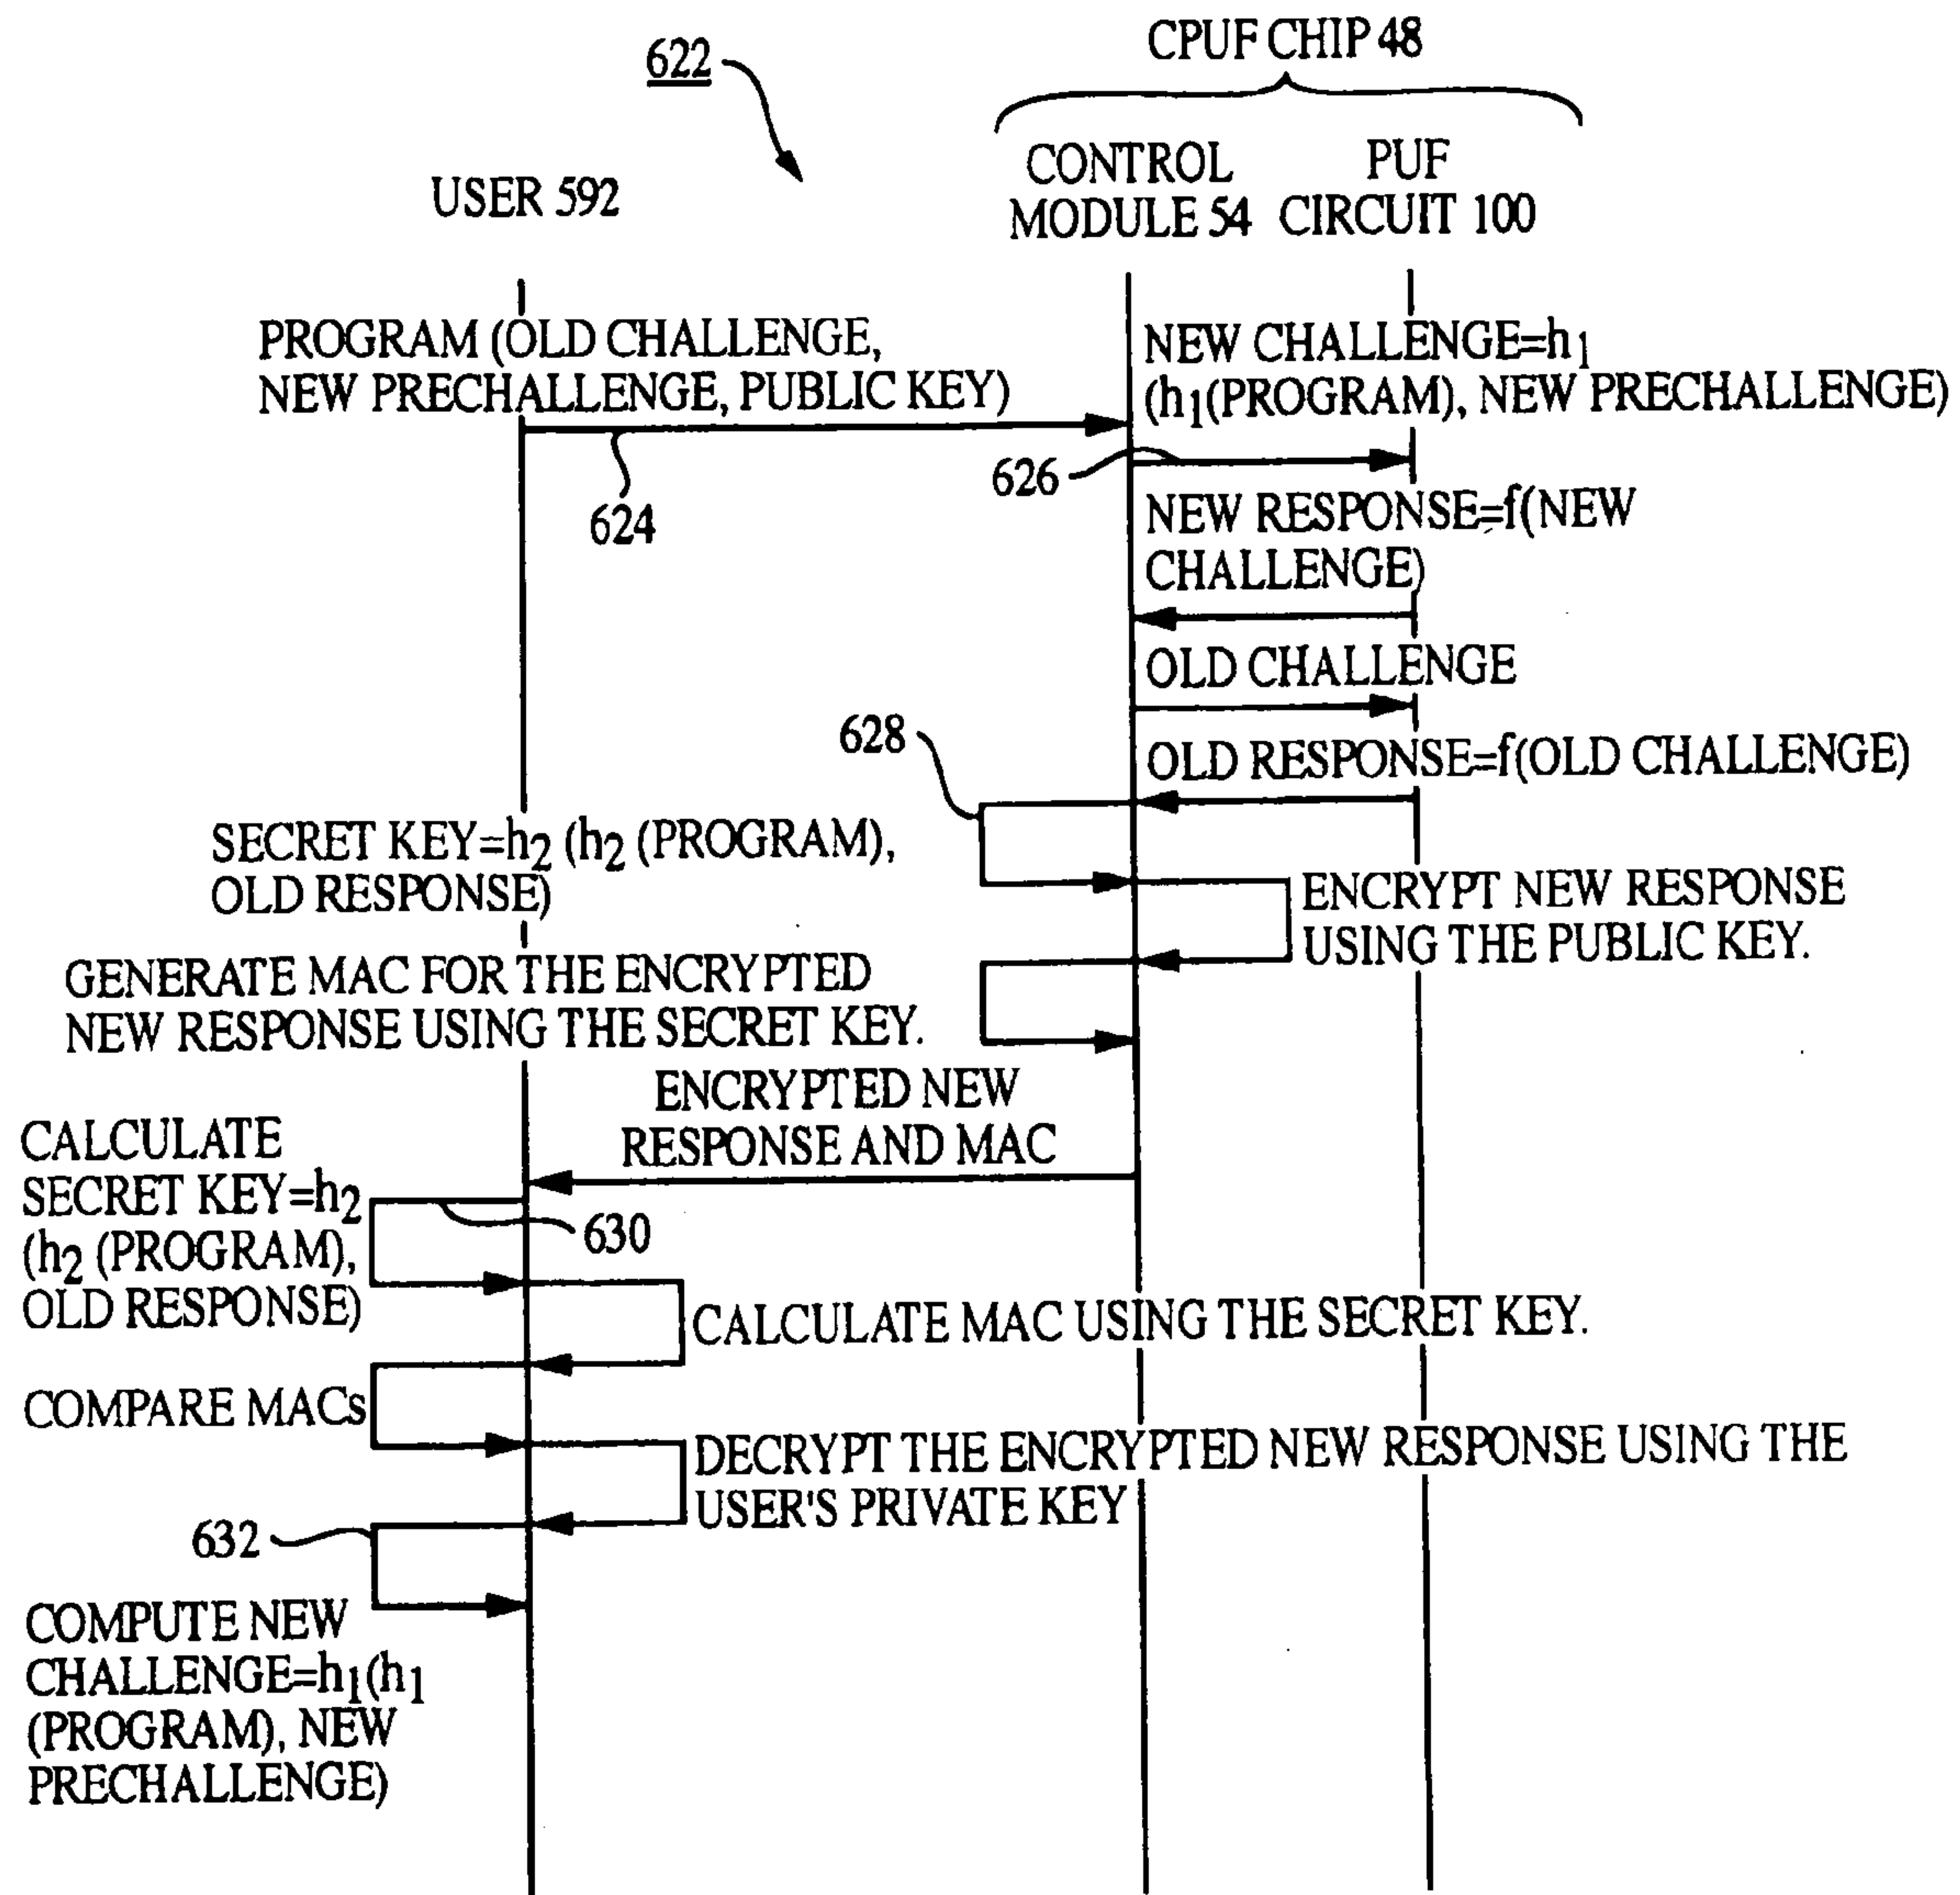 622
CPUF CHIP 48
USER 592
CONTROL
MODULE 54
PUF
CIRCUIT 100
PROGRAM (OLD CHALLENGE,
NEW PRECHALLENGE, PUBLIC KEY)
624
NEW CHALLENGE=h1
(h1(PROGRAM), NEW PRECHALLENGE)
626
NEW RESPONSE=f(NEW
CHALLENGE)
OLD CHALLENGE
628
OLD RESPONSE=f(OLD CHALLENGE)
SECRET KEY=h2 (h2 (PROGRAM),
OLD RESPONSE)
ENCRYPT NEW RESPONSE
USING THE PUBLIC KEY.
GENERATE MAC FOR THE ENCRYPTED
NEW RESPONSE USING THE SECRET KEY.
ENCRYPTED NEW
RESPONSE AND MAC
CALCULATE
SECRET KEY=h2
(h2 (PROGRAM),
OLD RESPONSE)
630
CALCULATE MAC USING THE SECRET KEY.
COMPARE MACs
DECRYPT THE ENCRYPTED NEW RESPONSE USING THE
USER'S PRIVATE KEY
632
COMPUTE NEW
CHALLENGE=h1(h1
(PROGRAM), NEW
PRECHALLENGE)